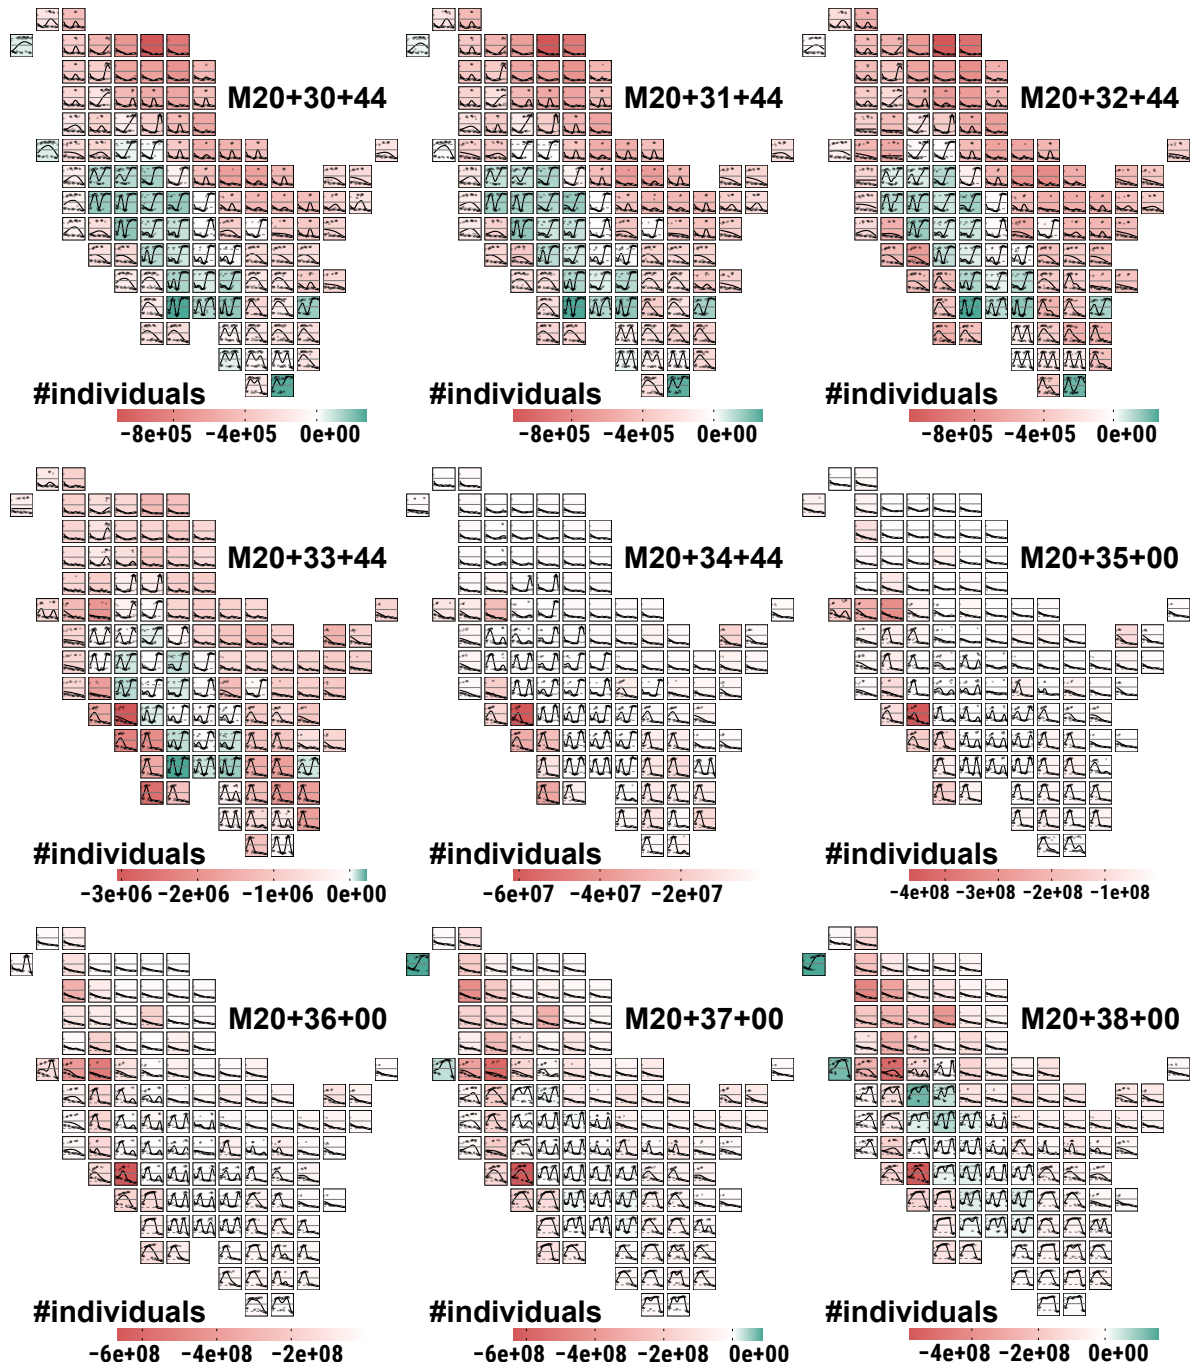 M20+30+44
M20+31+44
M20+32+44
#individuals
−8e+05 −4e+05 0e+00
#individuals
−8e+05 −4e+05 0e+00
#individuals
−8e+05 −4e+05 0e+00
M20+33+44
M20+34+44
M20+35+00
#individuals
−3e+06 −2e+06 −1e+06 0e+00
#individuals
−6e+07 −4e+07 −2e+07
#individuals
−4e+08 −3e+08 −2e+08 −1e+08
M20+36+00
M20+37+00
M20+38+00
#individuals
−6e+08 −4e+08 −2e+08
#individuals
−6e+08 −4e+08 −2e+08 0e+00
#individuals
−4e+08 −2e+08 0e+00